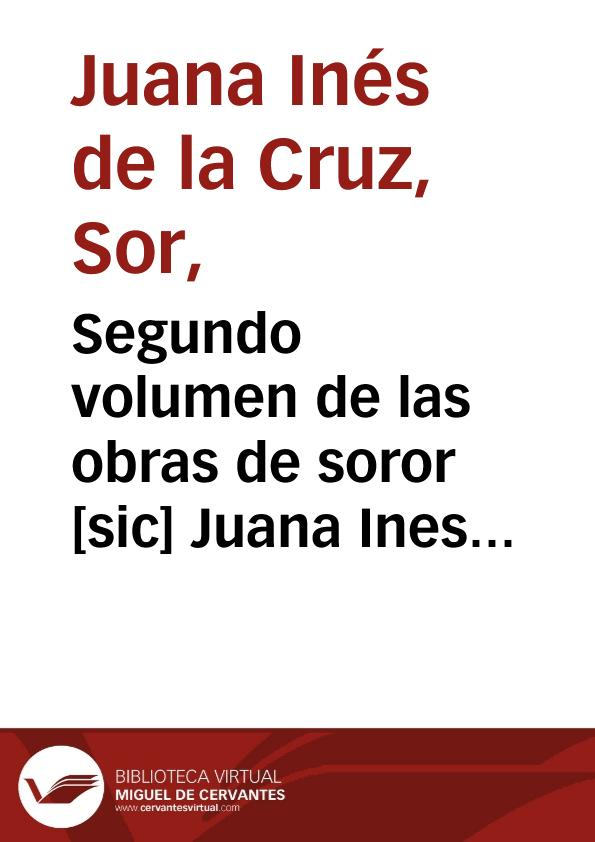 Juana Inés
de la Cruz,
Sor,
Segundo
volumen de las
obras de soror
[sic] Juana Ines...
BIBLIOTECA VIRTUAL
MIGUEL DE CERVANTES
www.cervantesvirtual.com